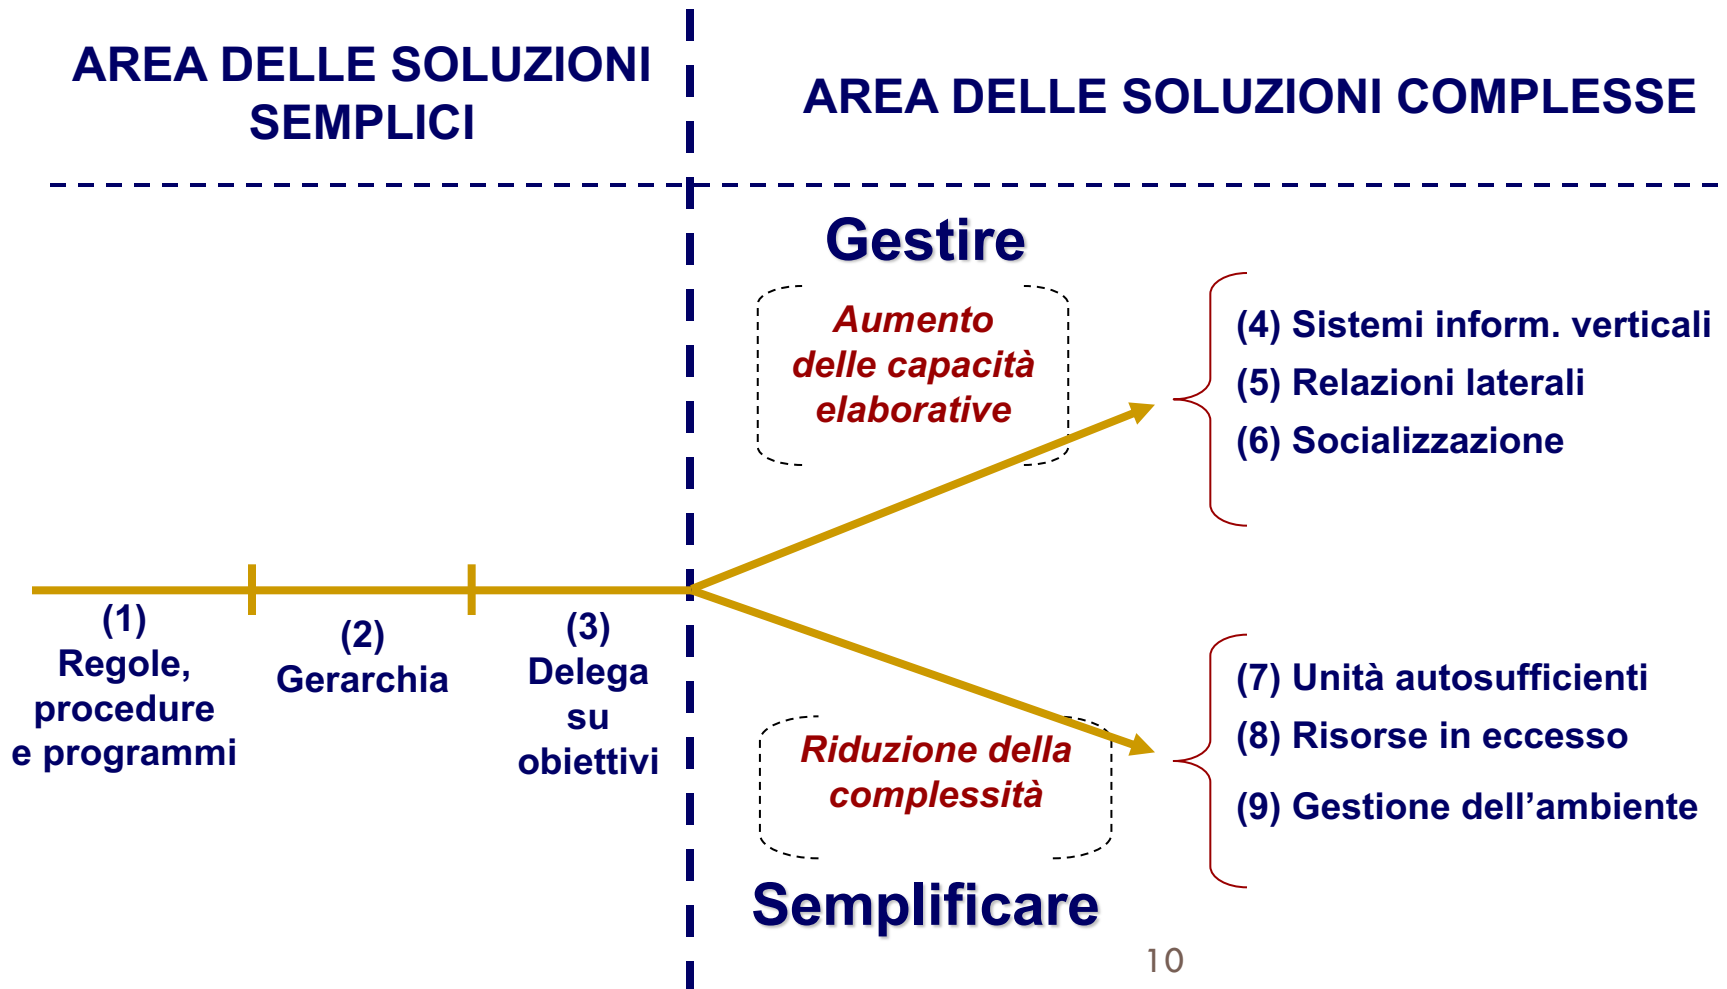 AREA DELLE SOLUZIONI
SEMPLICI
AREA DELLE SOLUZIONI COMPLESSE
Gestire
Aumento
delle capacità
elaborative
(4) Sistemi inform. verticali
(5) Relazioni laterali
(6) Socializzazione
(1)
Regole,
procedure
e programmi
(2)
Gerarchia
(3)
Delega
su
obiettivi
Riduzione della
complessità
(7) Unità autosufficienti
(8) Risorse in eccesso
(9) Gestione dell’ambiente
Semplificare
10